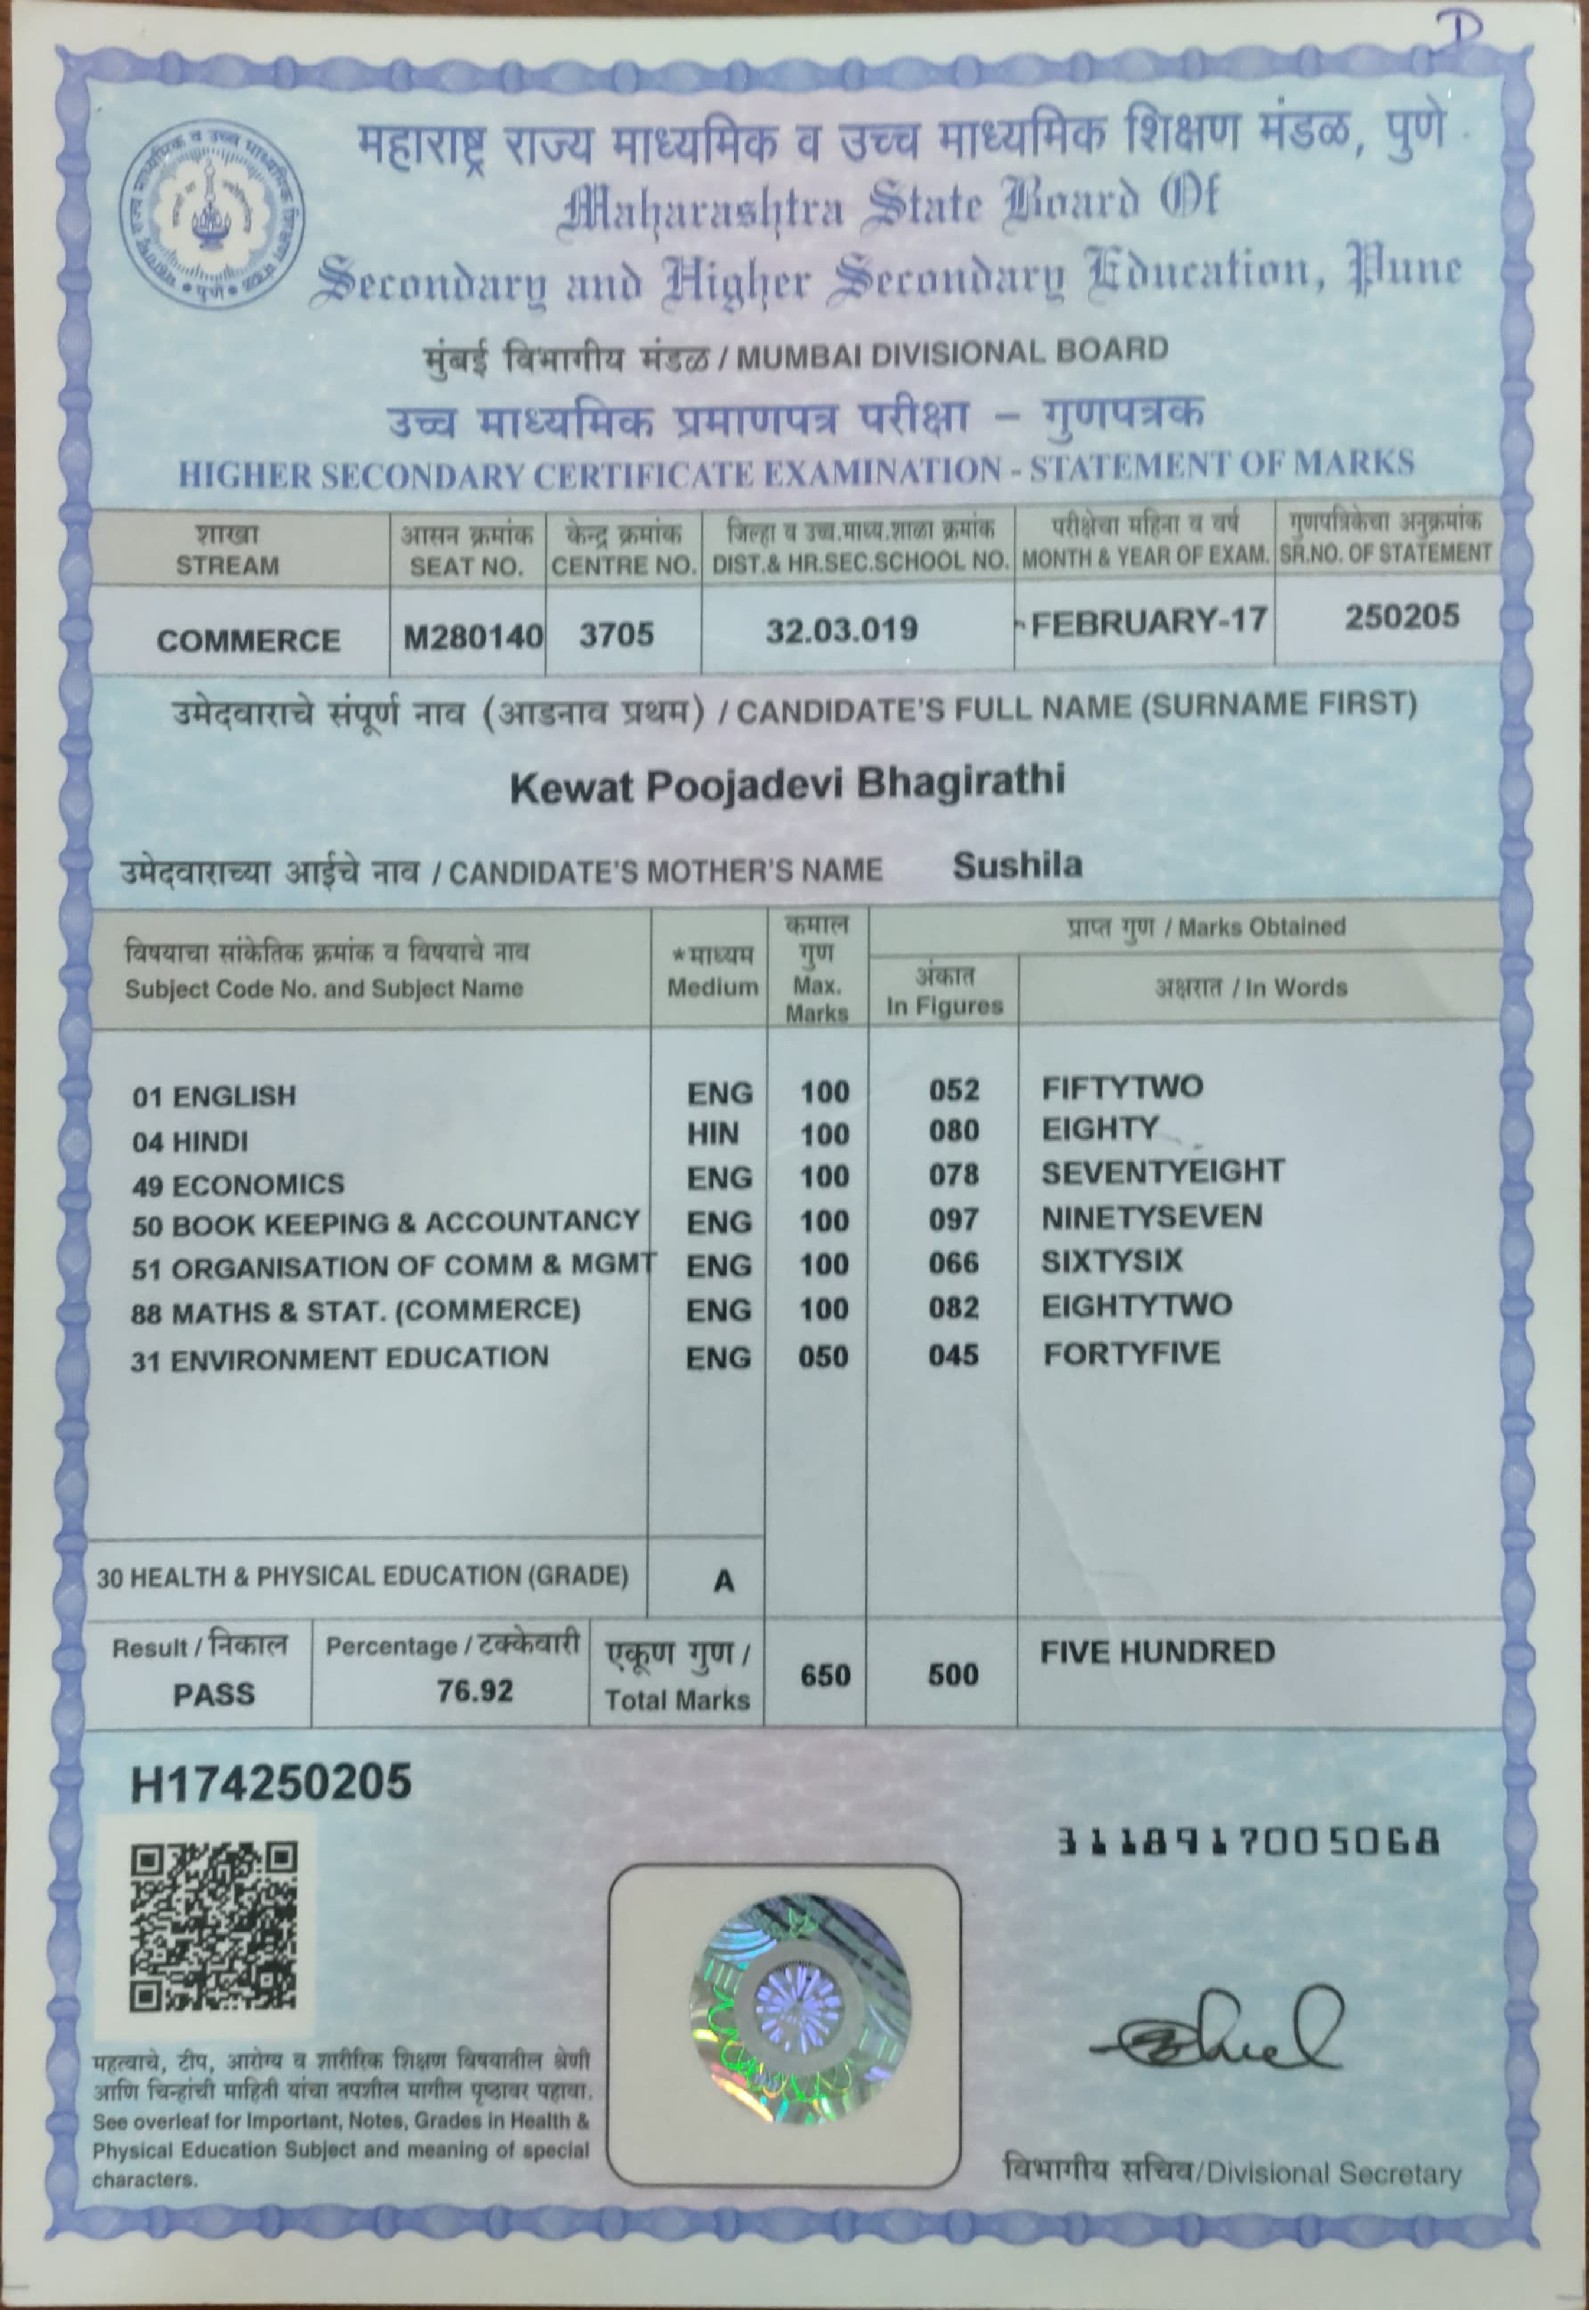 D
महाराष्ट्र राज्य माध्यमिक व उच्च माध्यमिक शिक्षण मंडळ, पुणे
Maharashtra State Board Of
Secondary and Higher Secondary Education, Pune
मुंबई विभागीय मंडळ / MUMBAI DIVISIONAL BOARD
उच्च माध्यमिक प्रमाणपत्र परीक्षा – गुणपत्रक
HIGHER SECONDARY CERTIFICATE EXAMINATION - STATEMENT OF MARKS
शाखा आसन क्रमांक केन्द्र क्रमांक जिल्हा व उच्च.माध्य.शाळा क्रमांक परीक्षेचा महिना व वर्ष गुणपत्रिकेचा अनुक्रमांक
STREAM SEAT NO. CENTRE NO. DIST.& HR.SEC.SCHOOL NO. MONTH & YEAR OF EXAM. SR.NO. OF STATEMENT
COMMERCE M280140 3705 32.03.019 FEBRUARY-17 250205
उमेदवाराचे संपूर्ण नाव (आडनाव प्रथम) / CANDIDATE'S FULL NAME (SURNAME FIRST)
Kewat Poojadevi Bhagirathi
उमेदवाराच्या आईचे नाव / CANDIDATE'S MOTHER'S NAME Sushila
विषयाचा सांकेतिक क्रमांक व विषयाचे नाव
Subject Code No. and Subject Name
*माध्यम
Medium
कमाल
गुण
Max.
Marks
प्राप्त गुण / Marks Obtained
अंकात
In Figures
अक्षरात / In Words
01 ENGLISH ENG 100 052 FIFTYTWO
04 HINDI HIN 100 080 EIGHTY
49 ECONOMICS ENG 100 078 SEVENTYEIGHT
50 BOOK KEEPING & ACCOUNTANCY ENG 100 097 NINETYSEVEN
51 ORGANISATION OF COMM & MGMT ENG 100 066 SIXTYSIX
88 MATHS & STAT. (COMMERCE) ENG 100 082 EIGHTYTWO
31 ENVIRONMENT EDUCATION ENG 050 045 FORTYFIVE
30 HEALTH & PHYSICAL EDUCATION (GRADE) A
Result / निकाल Percentage / टक्केवारी एकूण गुण /
PASS 76.92 Total Marks 650 500 FIVE HUNDRED
H174250205
3118917005068
महत्वाचे, टीप, आरोग्य व शारीरिक शिक्षण विषयातील श्रेणी
आणि चिन्हांची माहिती यांचा तपशील मागील पृष्ठावर पहावा.
See overleaf for Important, Notes, Grades in Health &
Physical Education Subject and meaning of special
characters.
विभागीय सचिव/Divisional Secretary